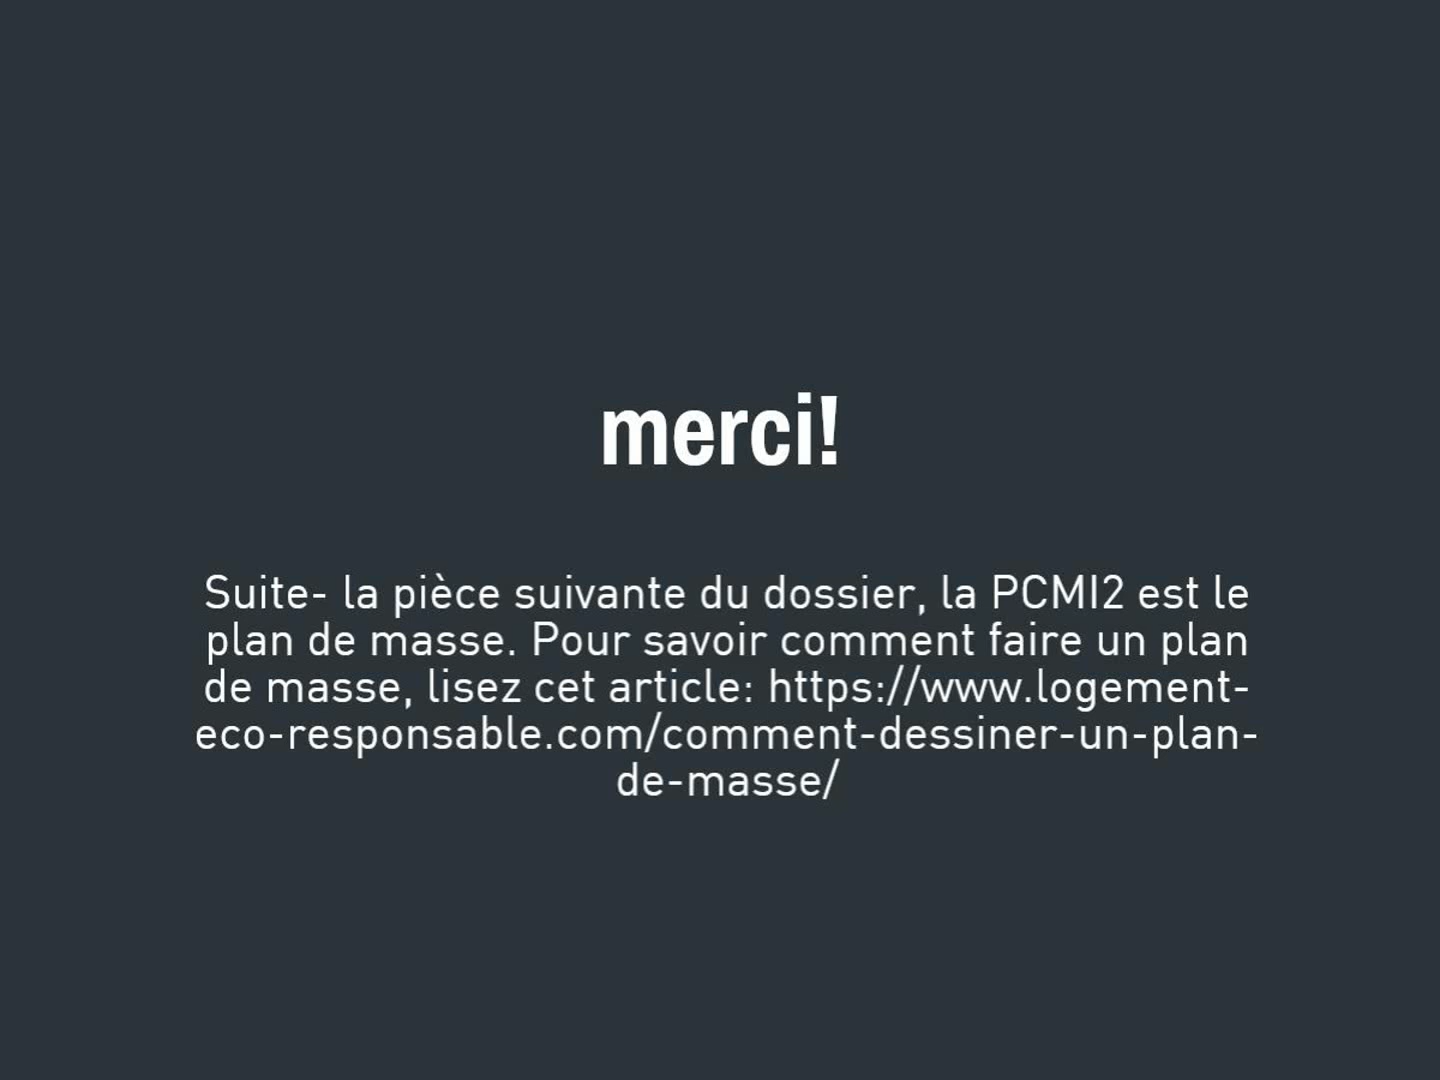 merci!
Suite- la pièce suivante du dossier, la PCMI2 est le
plan de masse. Pour savoir comment faire un plan
de masse, lisez cet article: https://www.logement-
eco-responsable.com/comment-dessiner-un-plan-
de-masse/